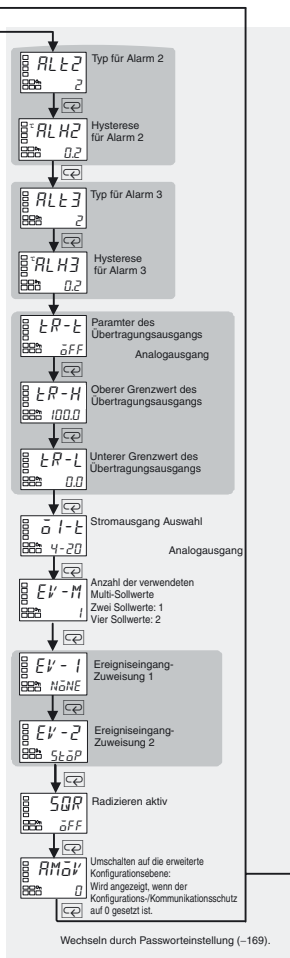 ALt2
2
Typ für Alarm 2
°C
ALH2
0.2
Hysterese
für Alarm 2
ALt3
2
Typ für Alarm 3
°C
ALH3
0.2
Hysterese
für Alarm 3
tR-t
oFF
Paramter des
Übertragungsausgangs
Analogausgang
tR-H
100.0
Oberer Grenzwert des
Übertragungsausgangs
tR-L
0.0
Unterer Grenzwert des
Übertragungsausgangs
o1-t
4-20
Stromausgang Auswahl
Analogausgang
EV-M
1
Anzahl der verwendeten
Multi-Sollwerte
Zwei Sollwerte: 1
Vier Sollwerte: 2
EV-1
NoNE
Ereigniseingang-
Zuweisung 1
EV-2
StoP
Ereigniseingang-
Zuweisung 2
SQR
oFF
Radizieren aktiv
AMoV
0
Umschalten auf die erweiterte
Konfigurationsebene:
Wird angezeigt, wenn der
Konfigurations-/Kommunikationsschutz
auf 0 gesetzt ist.
Wechseln durch Passworteinstellung (–169).